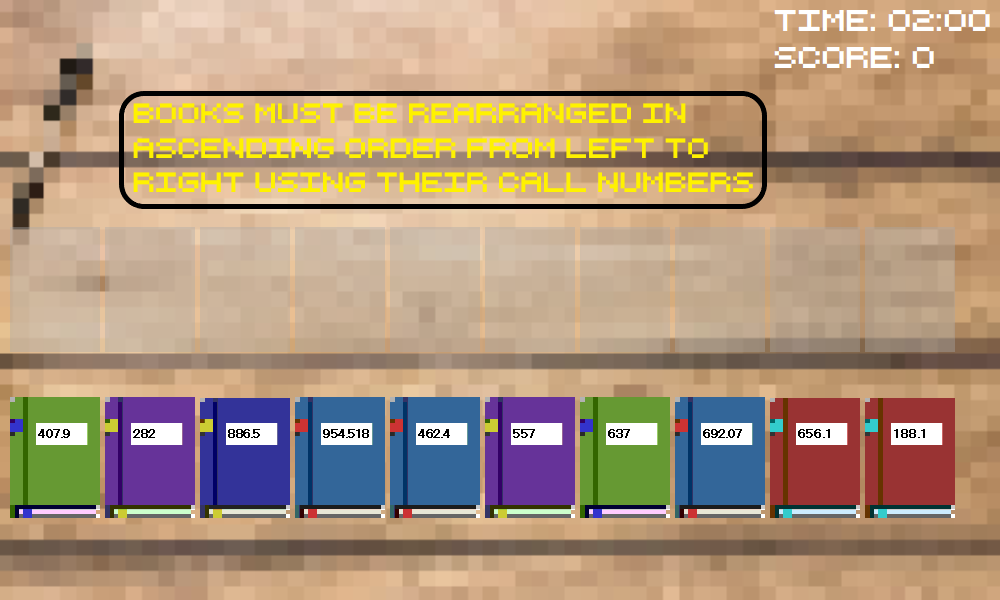 TIME: 02:00
SCORE: 0
BOOKS MUST BE REARRANGED IN
ASCENDING ORDER FROM LEFT TO
RIGHT USING THEIR CALL NUMBERS
407.9 282 886.5 954.518 462.4 557 637 692.07 656.1 188.1